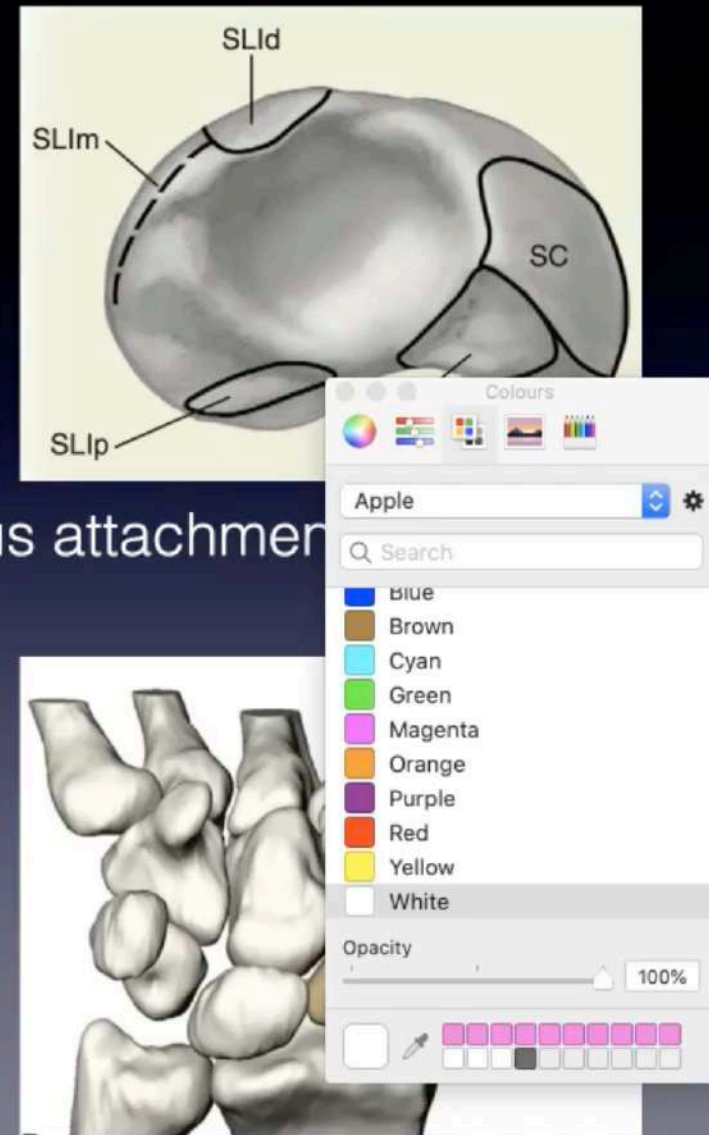 SLId
SLIm
SC
SLIp
Colours
Apple
Search
Blue
Brown
Cyan
Green
Magenta
Orange
Purple
Red
Yellow
White
Opacity
100%